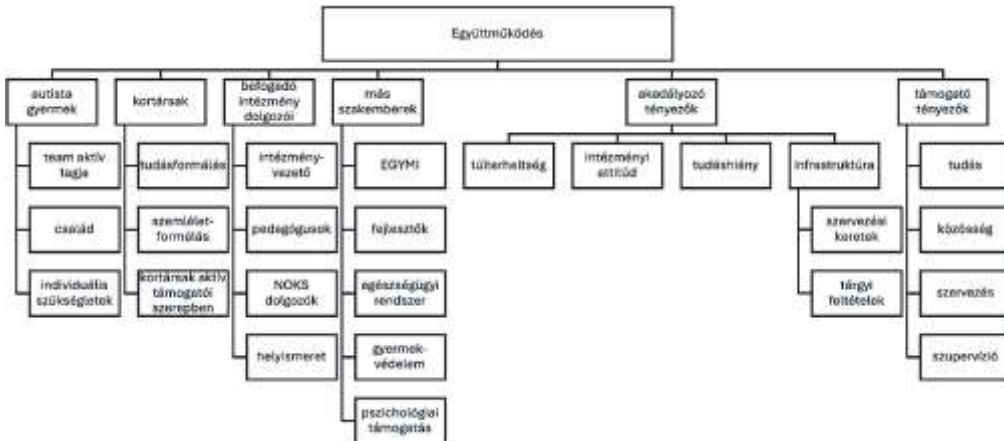 Együttműködés
autista
gyermek
kortársak
befogadó
intézmény
dolgozói
más
szakemberek
akadályozó
tényezők
támogató
tényezők
team aktív
tagja
tudásformálás
intézmény-
vezető
EGYMI
túlterheltség
intézményi
attitűd
tudáshiány
infrastruktúra
tudás
család
szemlélet-
formálás
pedagógusok
fejlesztők
szervezési
keretek
közösség
individuális
szükségletek
kortársak aktív
támogatói
szerepben
NOKS
dolgozók
egészségügyi
rendszer
tárgyi
feltételek
szervezés
helyismeret
gyermek-
védelem
szupervízió
pszichológiai
támogatás